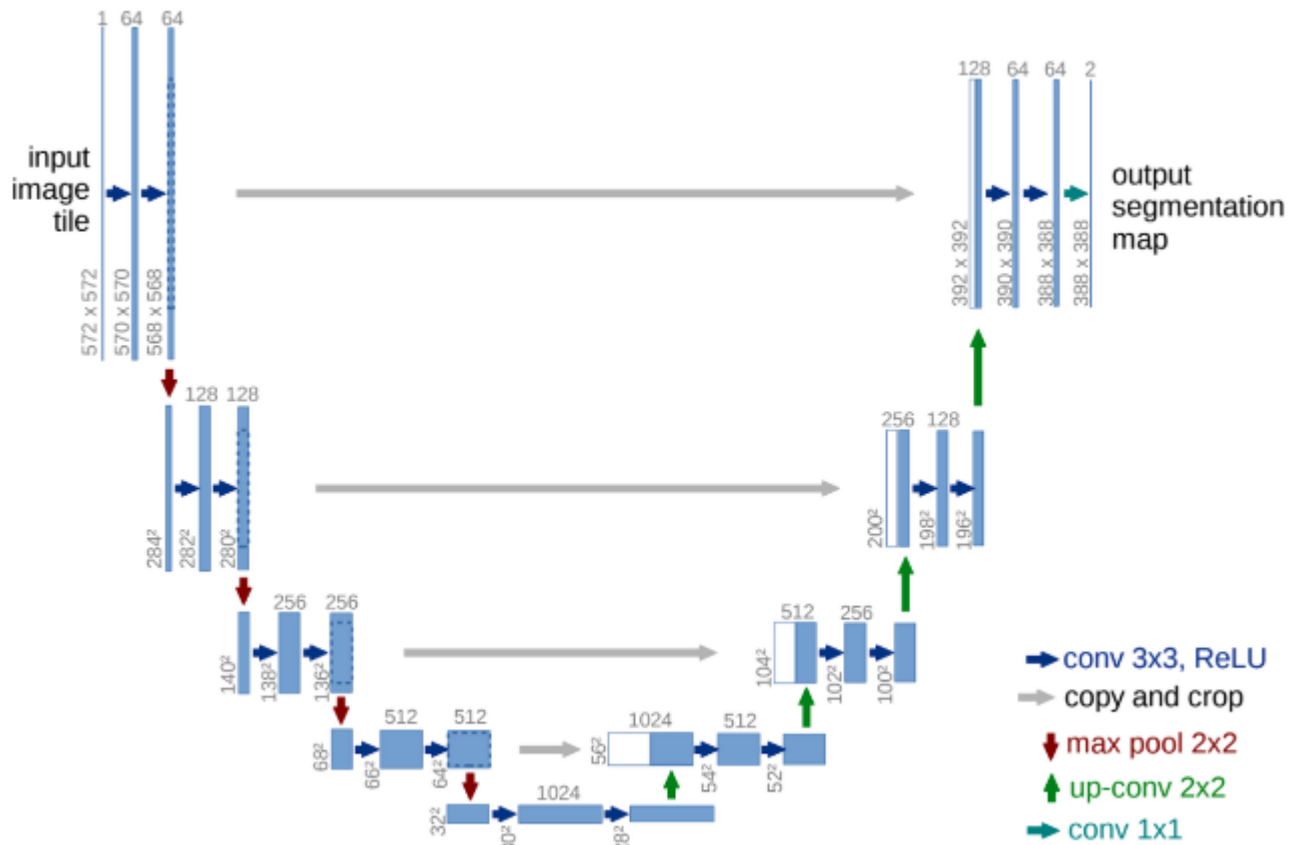 1 64 64
128 64 64 2
input
image
tile
output
segmentation
map
572 x 572
570 x 570
568 x 568
392 x 392
390 x 390
388 x 388
388 x 388
128 128
256 128
284²
282²
280²
200²
198²
196²
256 256
512 256
140²
138²
136²
104²
102²
100²
512 512
1024 512
68²
66²
64²
56²
54²
52²
1024
32²
conv 3x3, ReLU
copy and crop
max pool 2x2
up-conv 2x2
conv 1x1